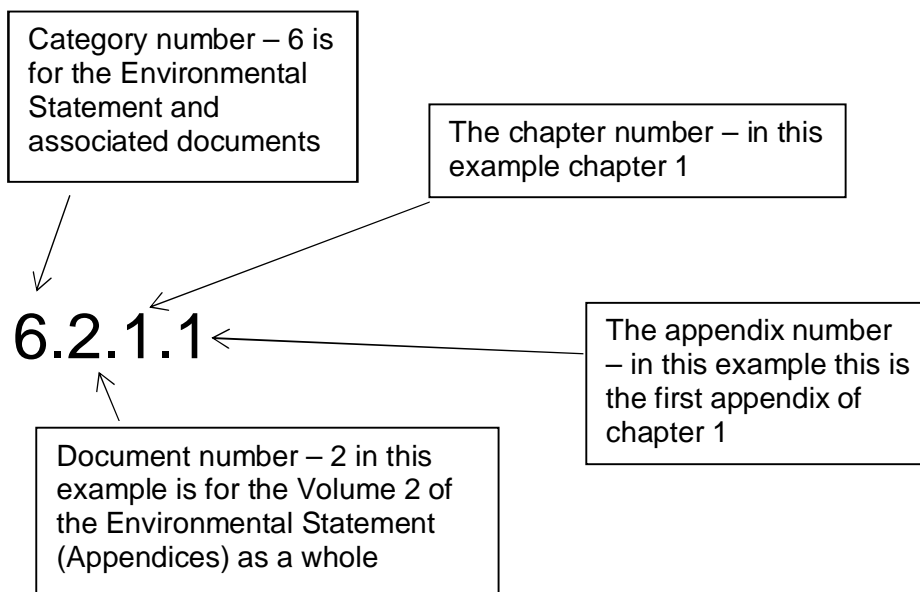 Category number – 6 is
for the Environmental
Statement and
associated documents
The chapter number – in this
example chapter 1
6.2.1.1
The appendix number
– in this example this is
the first appendix of
chapter 1
Document number – 2 in this
example is for the Volume 2 of
the Environmental Statement
(Appendices) as a whole